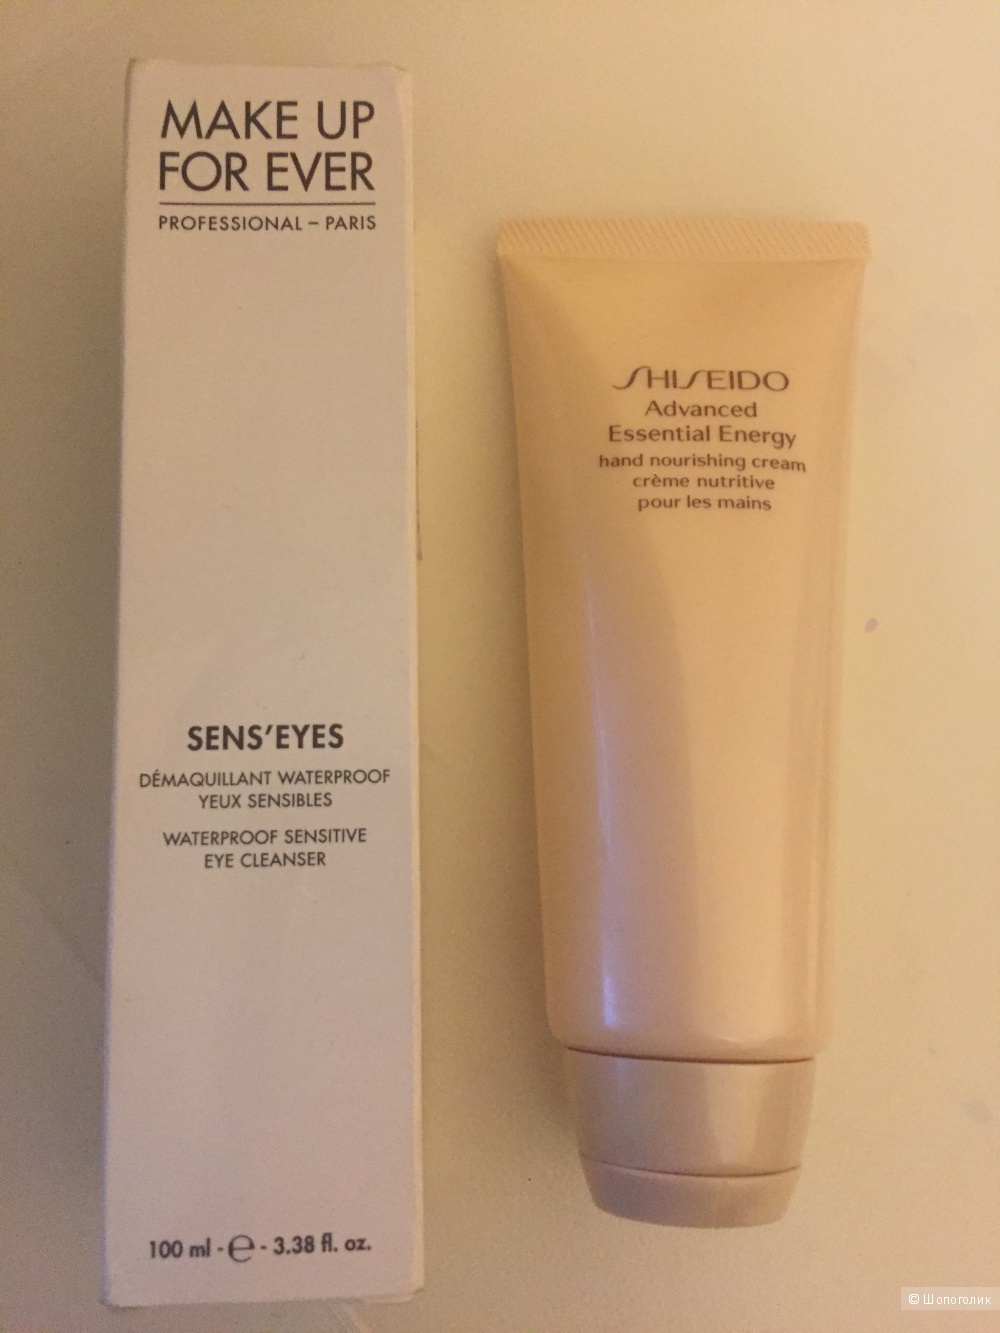 MAKE UP
FOR EVER
PROFESSIONAL – PARIS
SENS'EYES
DÉMAQUILLANT WATERPROOF
YEUX SENSIBLES
WATERPROOF SENSITIVE
EYE CLEANSER
100 ml - ℮ - 3.38 fl. oz.
SHISEIDO
Advanced
Essential Energy
hand nourishing cream
crème nutritive
pour les mains
© Шопоголик